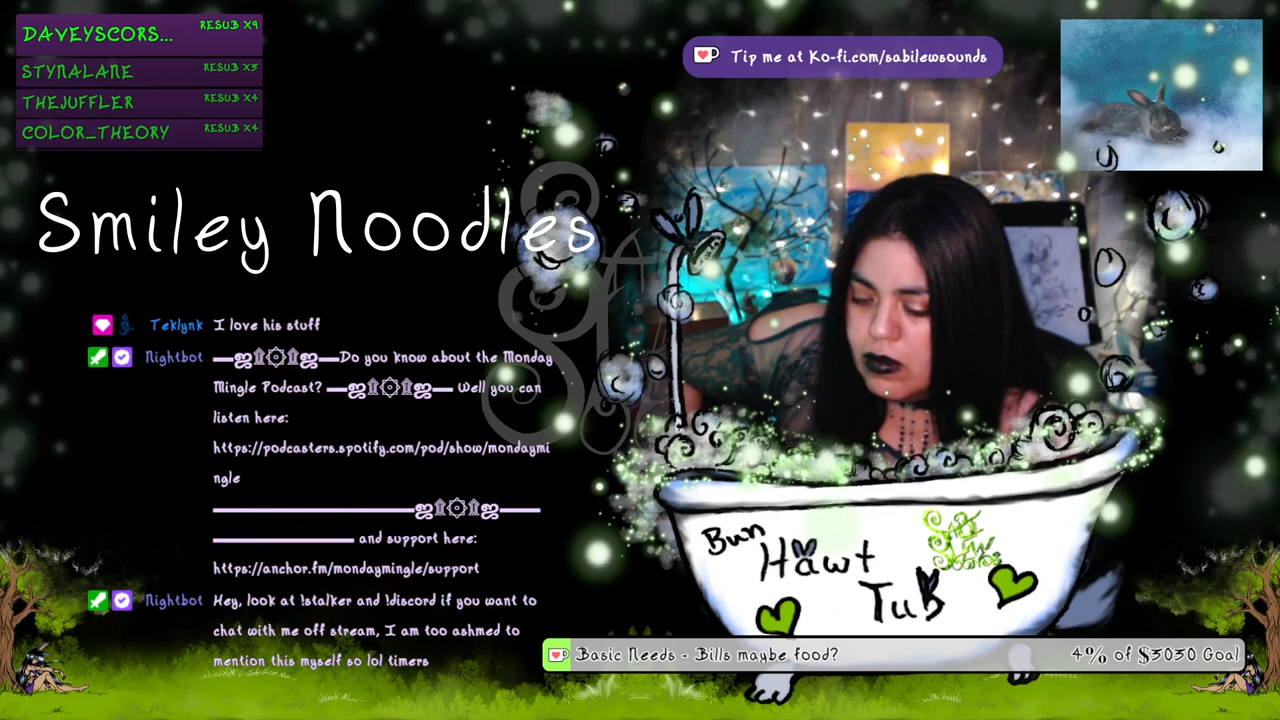 DAVEYSCORS... RESUB X9
STYNALANE RESUB X3
THEJUFFLER RESUB X4
COLOR_THEORY RESUB X4
Tip me at Ko-fi.com/sabilewsounds
Smiley Noodles
Teklynk I love his stuff
Nightbot ▬▬ஜ۩۞۩ஜ▬▬Do you know about the Monday
Mingle Podcast? ▬▬ஜ۩۞۩ஜ▬▬ Well you can
listen here:
https://podcasters.spotify.com/pod/show/mondaymi
ngle
▬▬▬▬▬▬▬▬▬▬ஜ۩۞۩ஜ▬▬
▬▬▬▬▬▬▬ and support here:
https://anchor.fm/mondaymingle/support
Nightbot Hey, look at !stalker and !discord if you want to
chat with me off stream, I am too ashmed to
mention this myself so lol timers
Bun
Hawt
Tub
Basic Needs - Bills maybe food? 4% of $3030 Goal